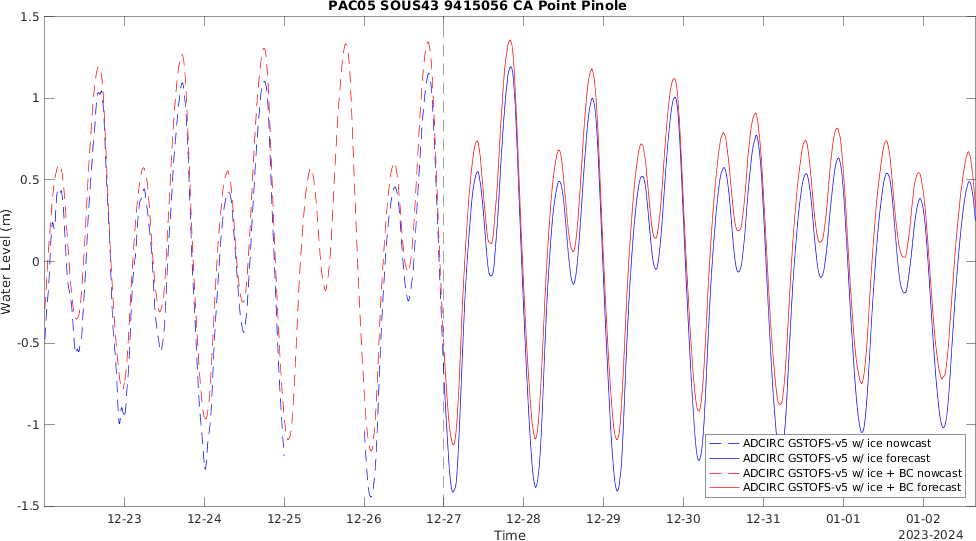 PAC05 SOUS43 9415056 CA Point Pinole
1.5
1
0.5
0
-0.5
-1
-1.5
Water Level (m)
ADCIRC GSTOFS-v5 w/ ice nowcast
ADCIRC GSTOFS-v5 w/ ice forecast
ADCIRC GSTOFS-v5 w/ ice + BC nowcast
ADCIRC GSTOFS-v5 w/ ice + BC forecast
12-23 12-24 12-25 12-26 12-27 12-28 12-29 12-30 12-31 01-01 01-02
Time
2023-2024